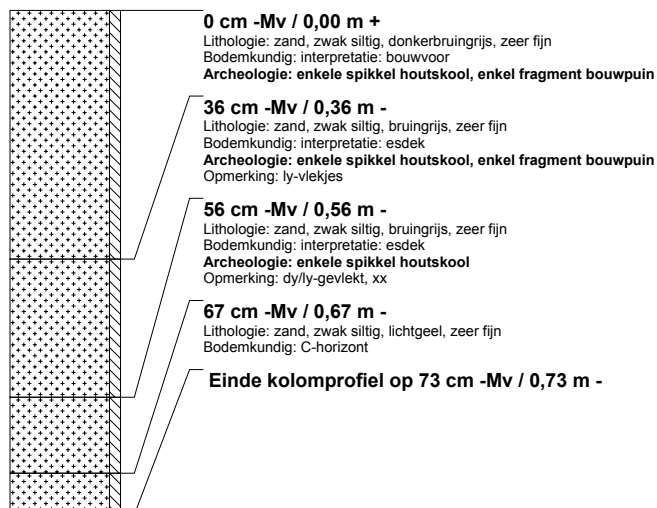 0 cm -Mv / 0,00 m +
Lithologie: zand, zwak siltig, donkerbruingrijs, zeer fijn
Bodemkundig: interpretatie: bouwvoor
Archeologie: enkele spikkel houtskool, enkel fragment bouwpuin
36 cm -Mv / 0,36 m -
Lithologie: zand, zwak siltig, bruingrijs, zeer fijn
Bodemkundig: interpretatie: esdek
Archeologie: enkele spikkel houtskool, enkel fragment bouwpuin
Opmerking: ly-vlekjes
56 cm -Mv / 0,56 m -
Lithologie: zand, zwak siltig, bruingrijs, zeer fijn
Bodemkundig: interpretatie: esdek
Archeologie: enkele spikkel houtskool
Opmerking: dy/ly-gevlekt, xx
67 cm -Mv / 0,67 m -
Lithologie: zand, zwak siltig, lichtgeel, zeer fijn
Bodemkundig: C-horizont
Einde kolomprofiel op 73 cm -Mv / 0,73 m -